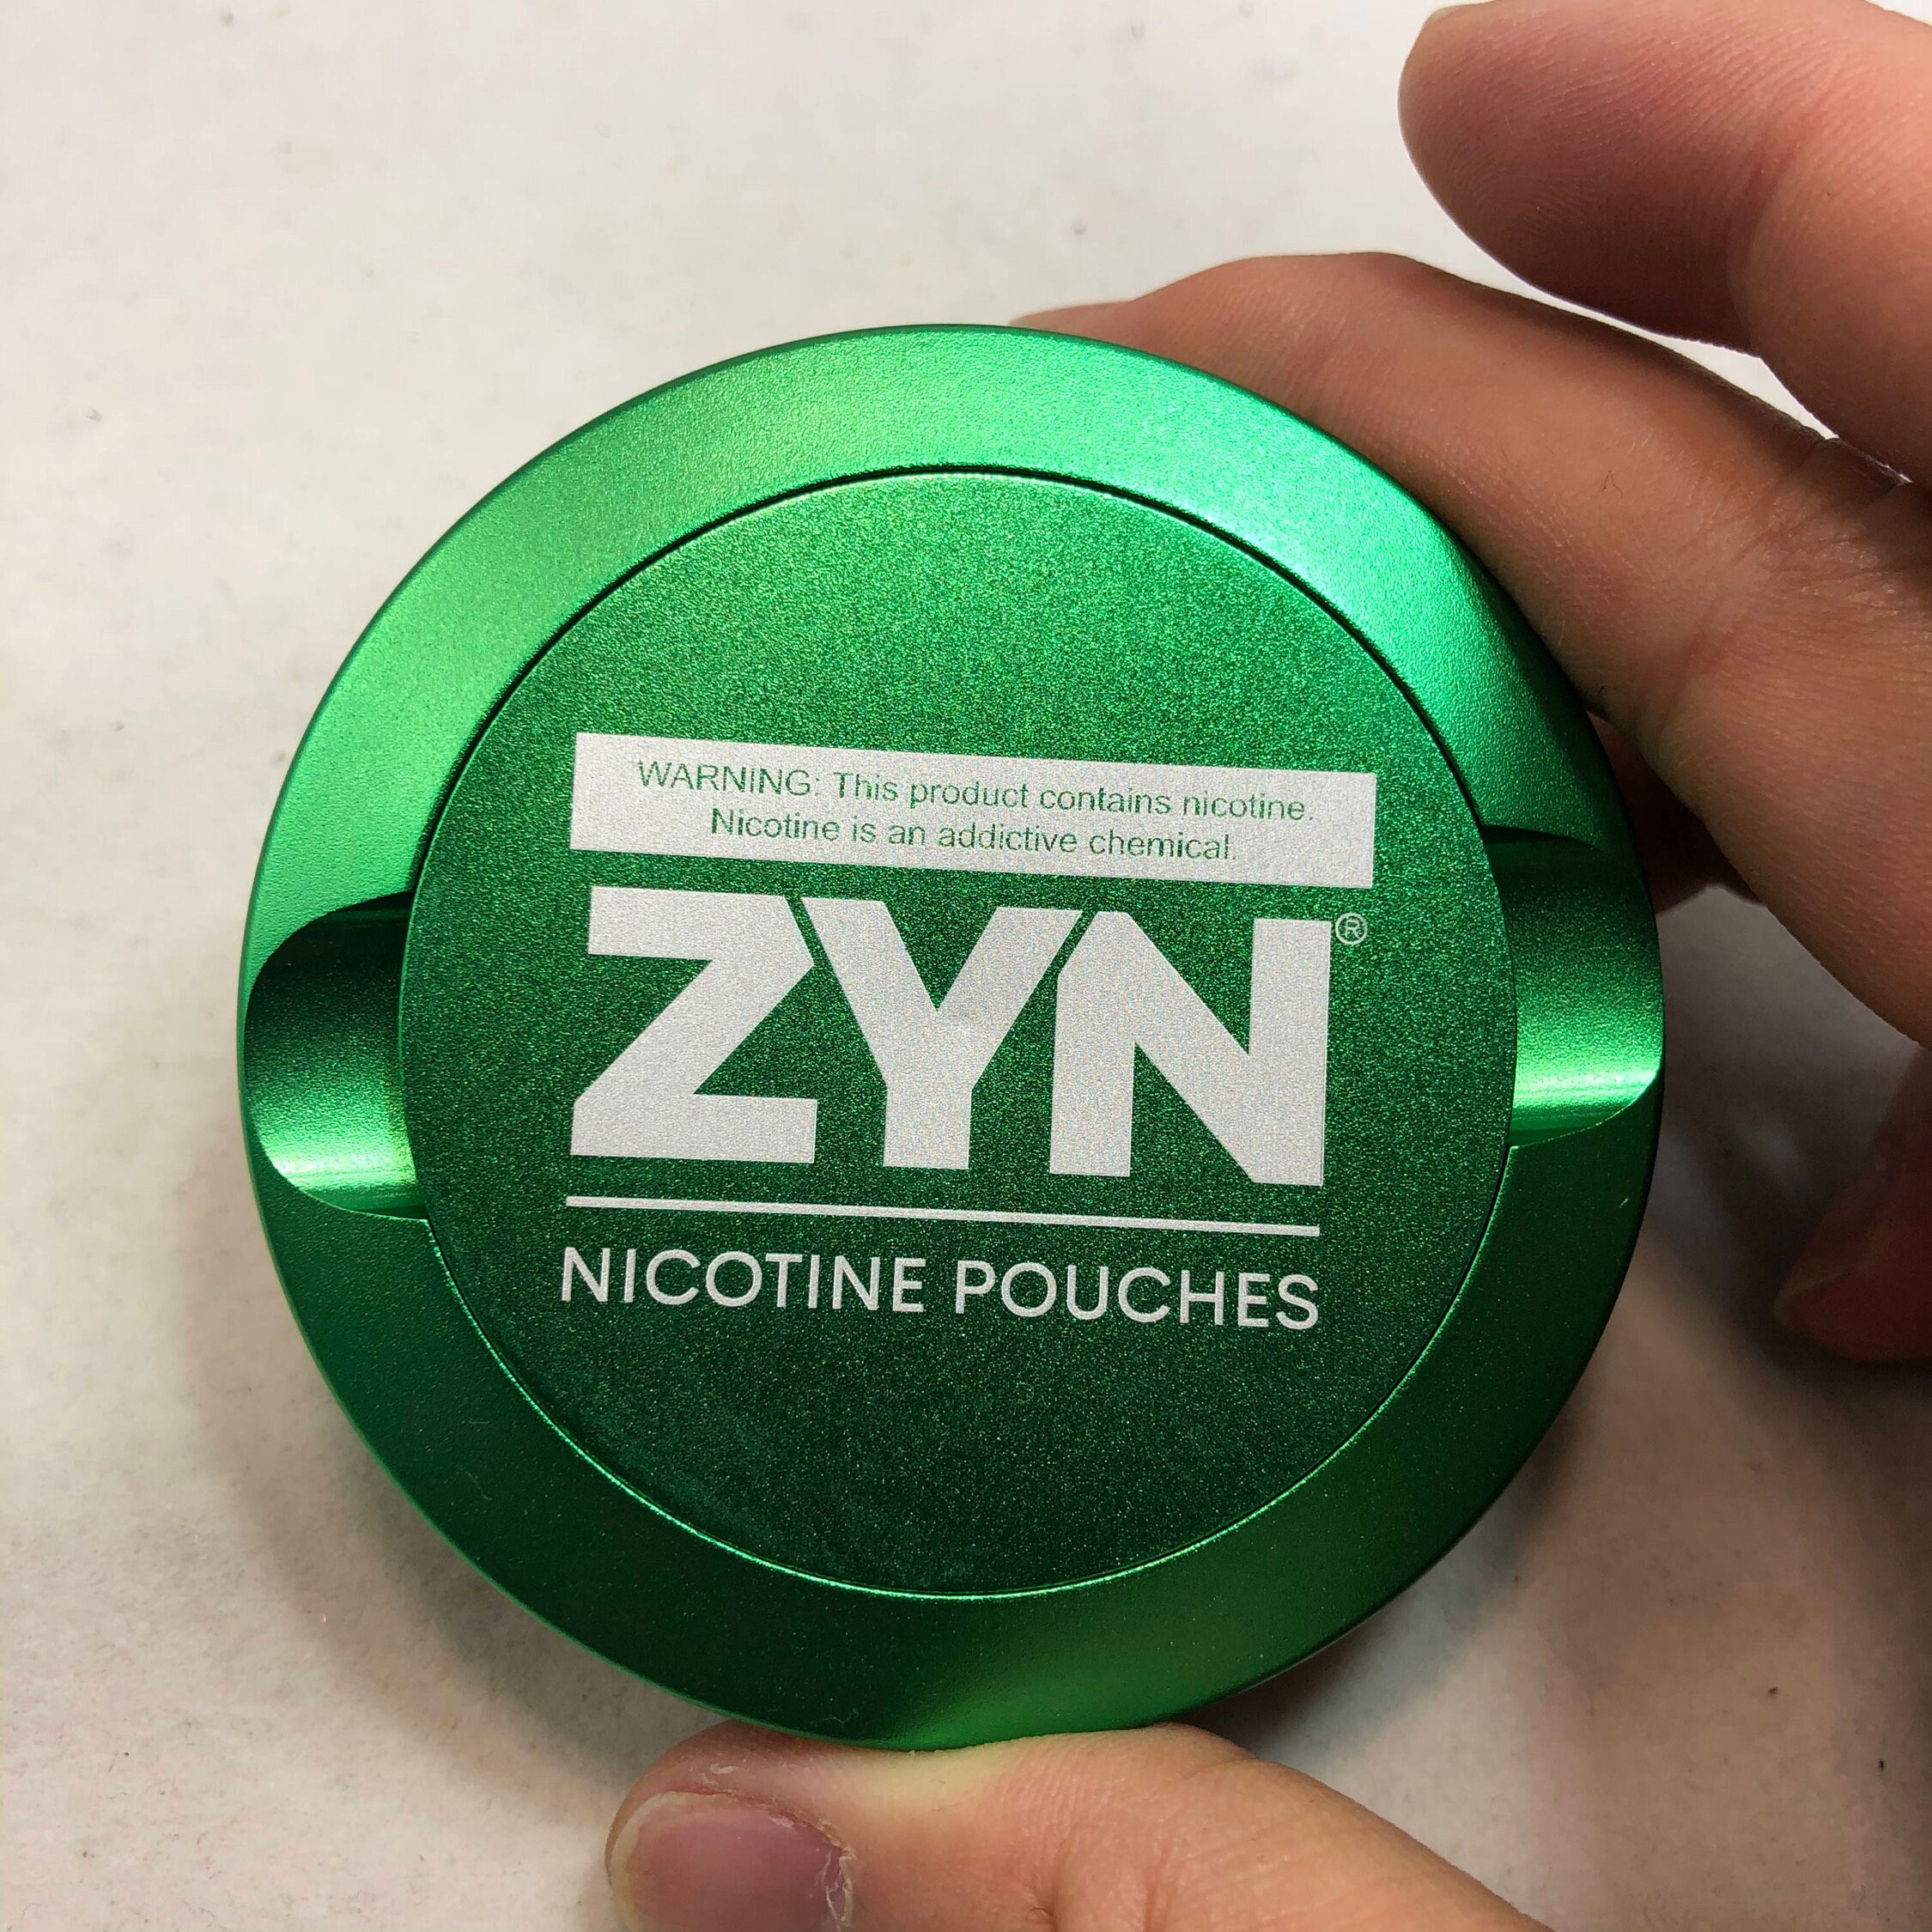 WARNING: This product contains nicotine.
Nicotine is an addictive chemical.
ZYN®
NICOTINE POUCHES